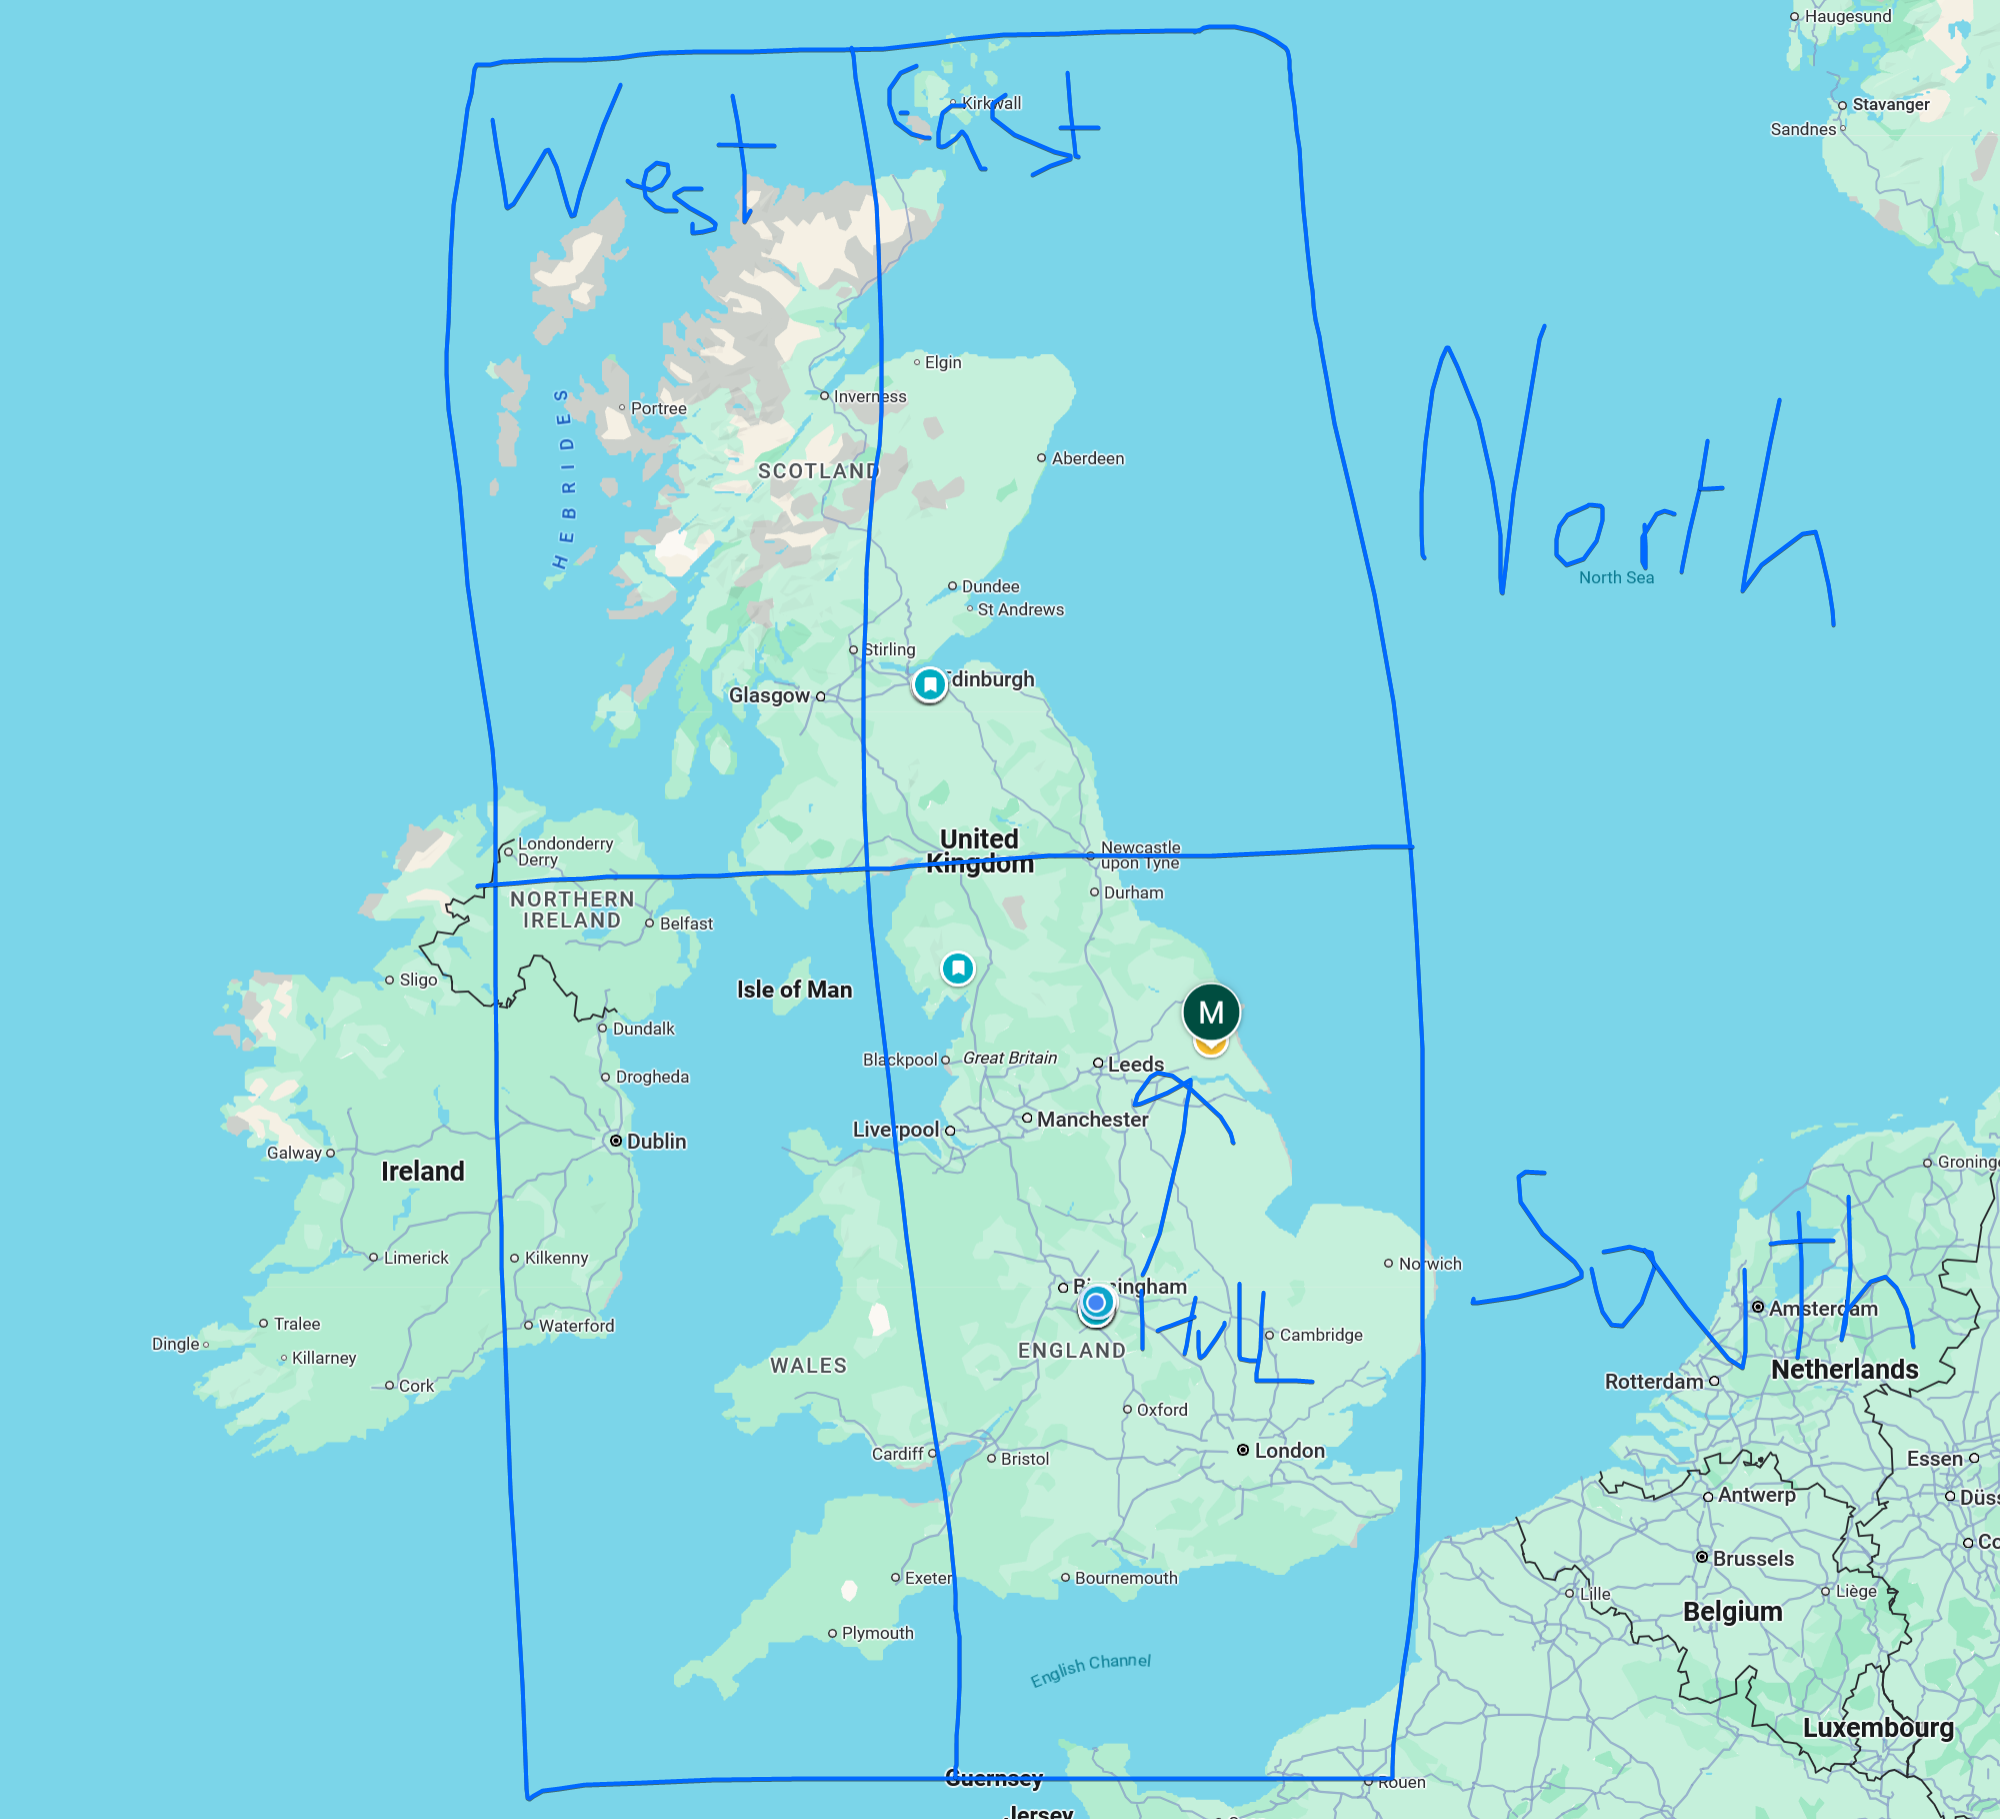 Haugesund
Stavanger
Sandnes
West
East
Kirkwall
Elgin
Inverness
Portree
HEBRIDES
SCOTLAND
Aberdeen
North
North Sea
Dundee
St Andrews
Stirling
dinburgh
Glasgow
United
Kingdom
Londonderry
Derry
Newcastle
upon Tyne
Durham
NORTHERN
IRELAND
Belfast
Sligo
Isle of Man
M
Dundalk
Blackpool
Great Britain
Leeds
Drogheda
Manchester
Liverpool
Dublin
Galway
Ireland
Groninge
South
Limerick
Kilkenny
Norwich
Bi ingham
Hull
Amsterdam
Tralee
Waterford
Dingle
Killarney
Cambridge
ENGLAND
WALES
Netherlands
Rotterdam
Cork
Oxford
Cardiff
Bristol
London
Essen
Antwerp
Düss
Co
Brussels
Exeter
Bournemouth
Lille
Liège
Belgium
Plymouth
English Channel
Luxembourg
Guernsey
Rouen
Jersey